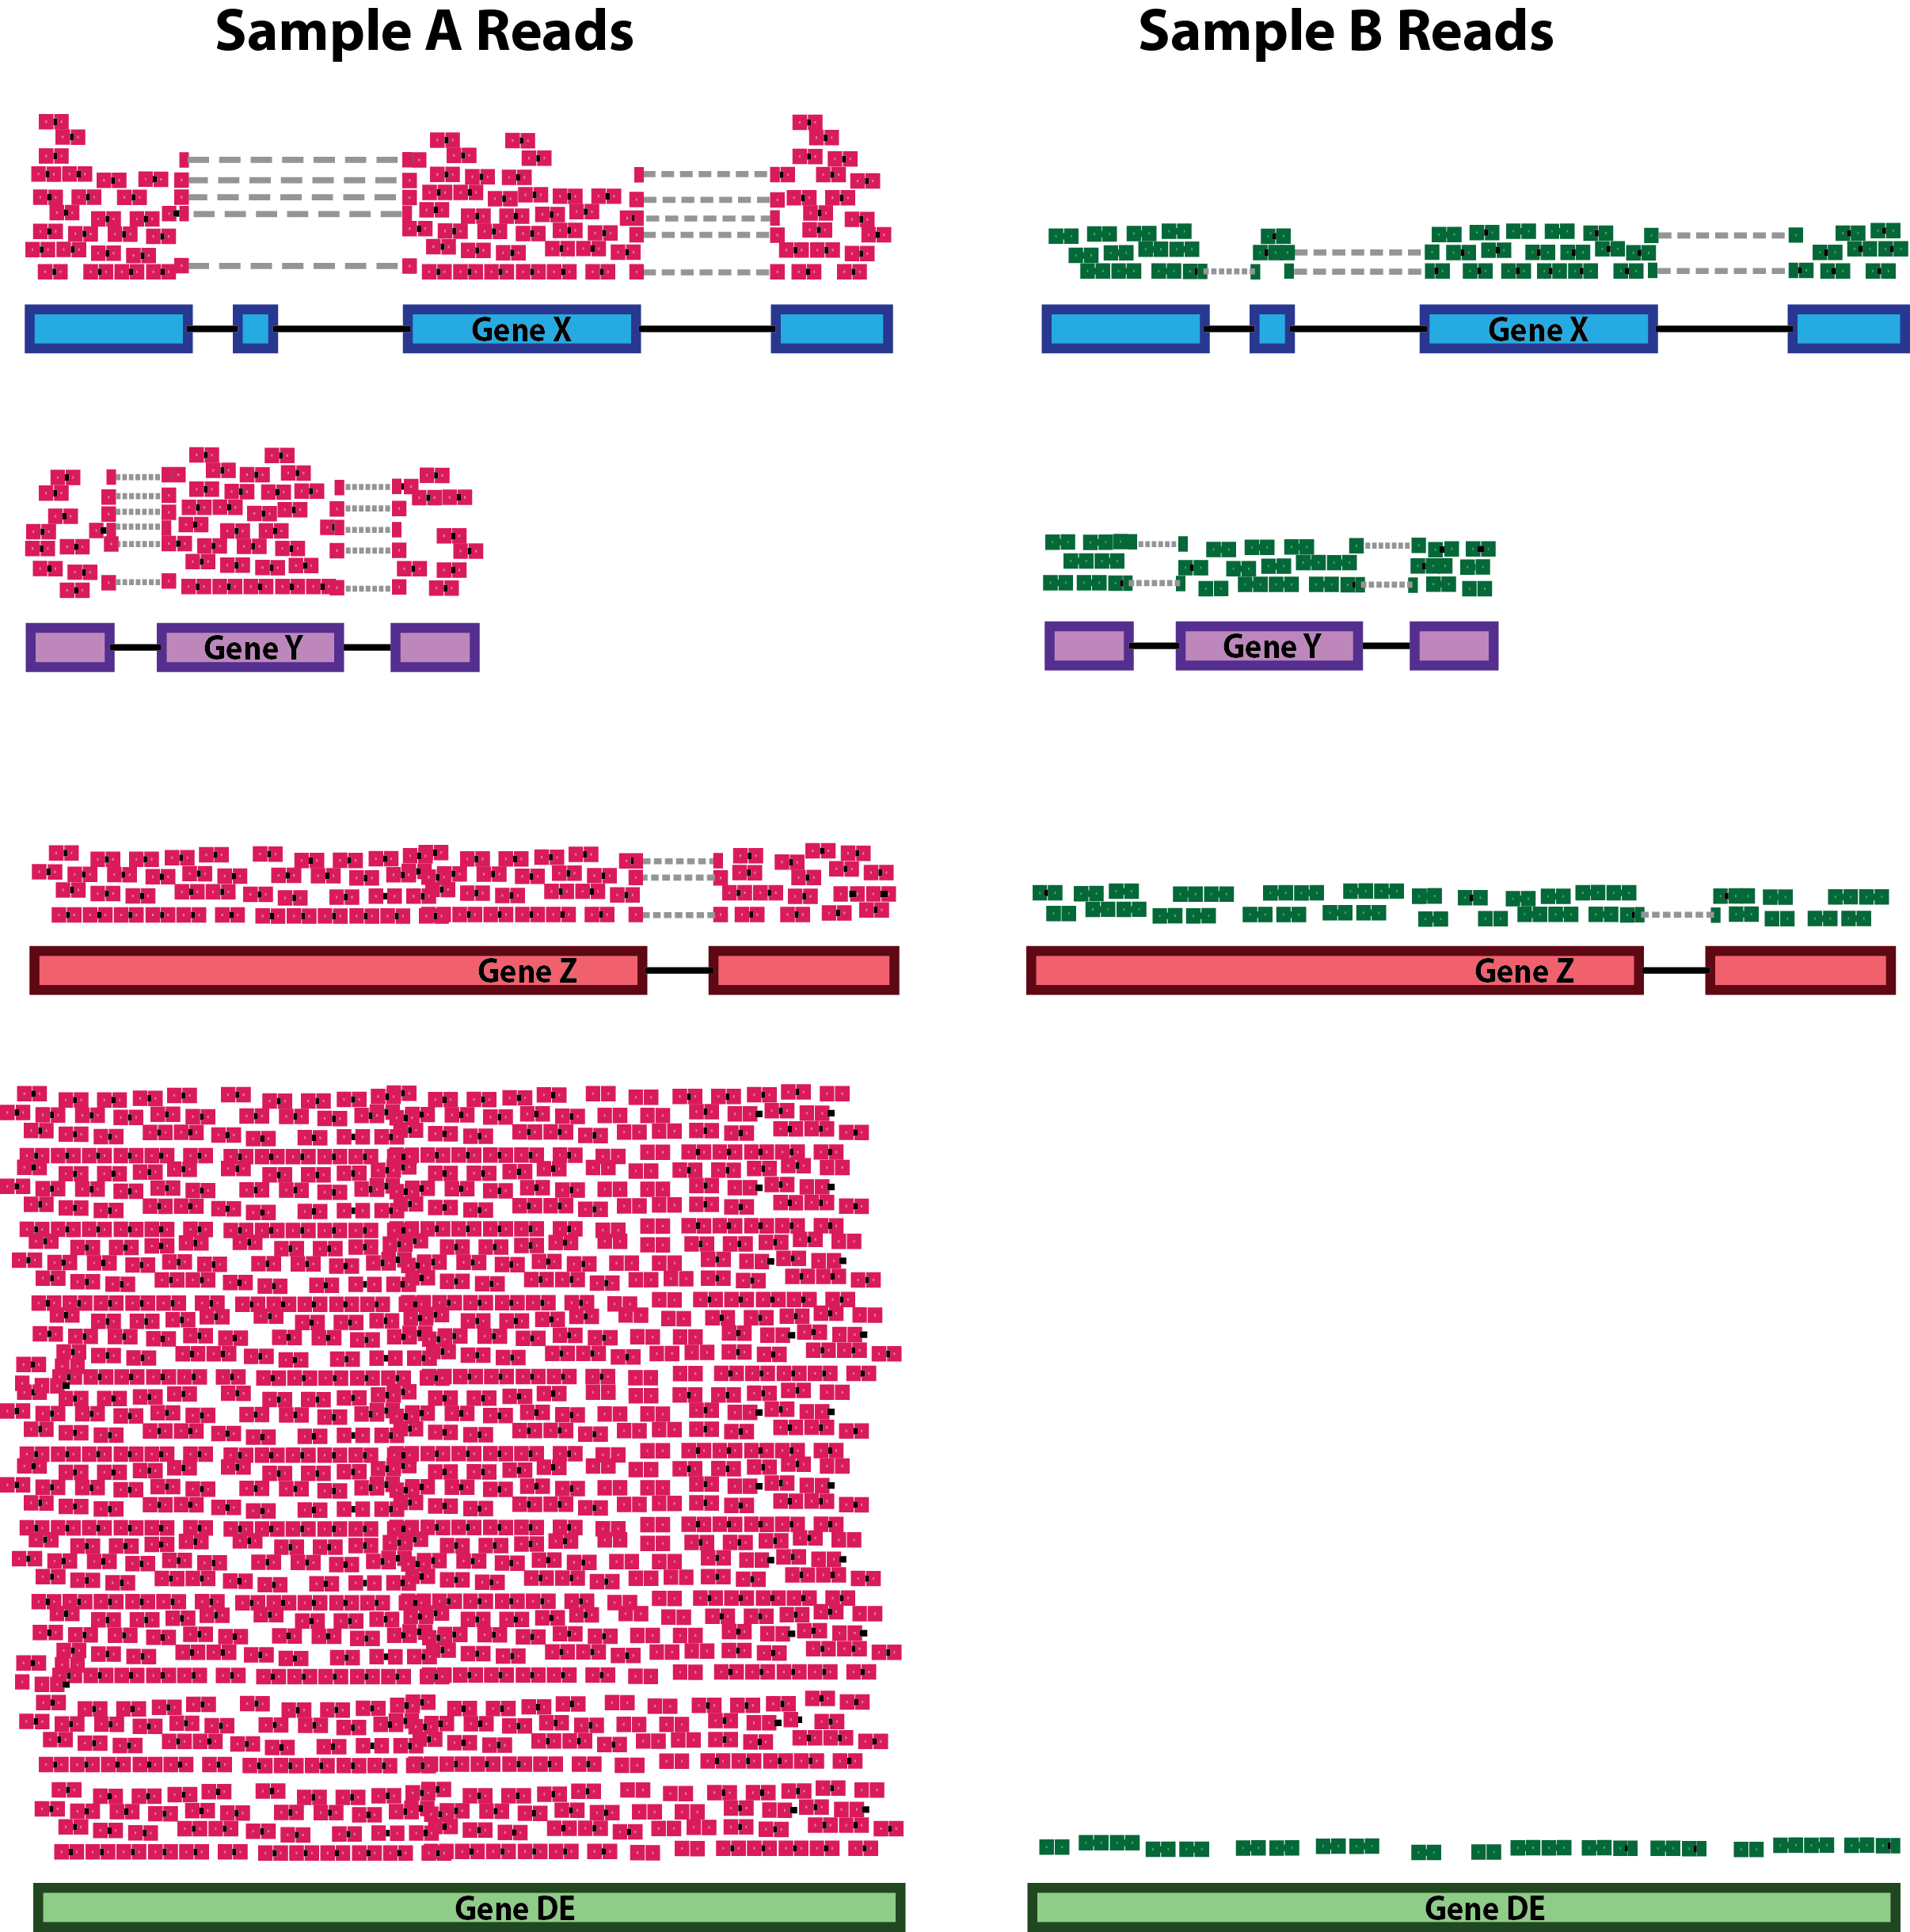 Sample A Reads Sample B Reads
Gene X Gene X
Gene Y Gene Y
Gene Z Gene Z
Gene DE Gene DE